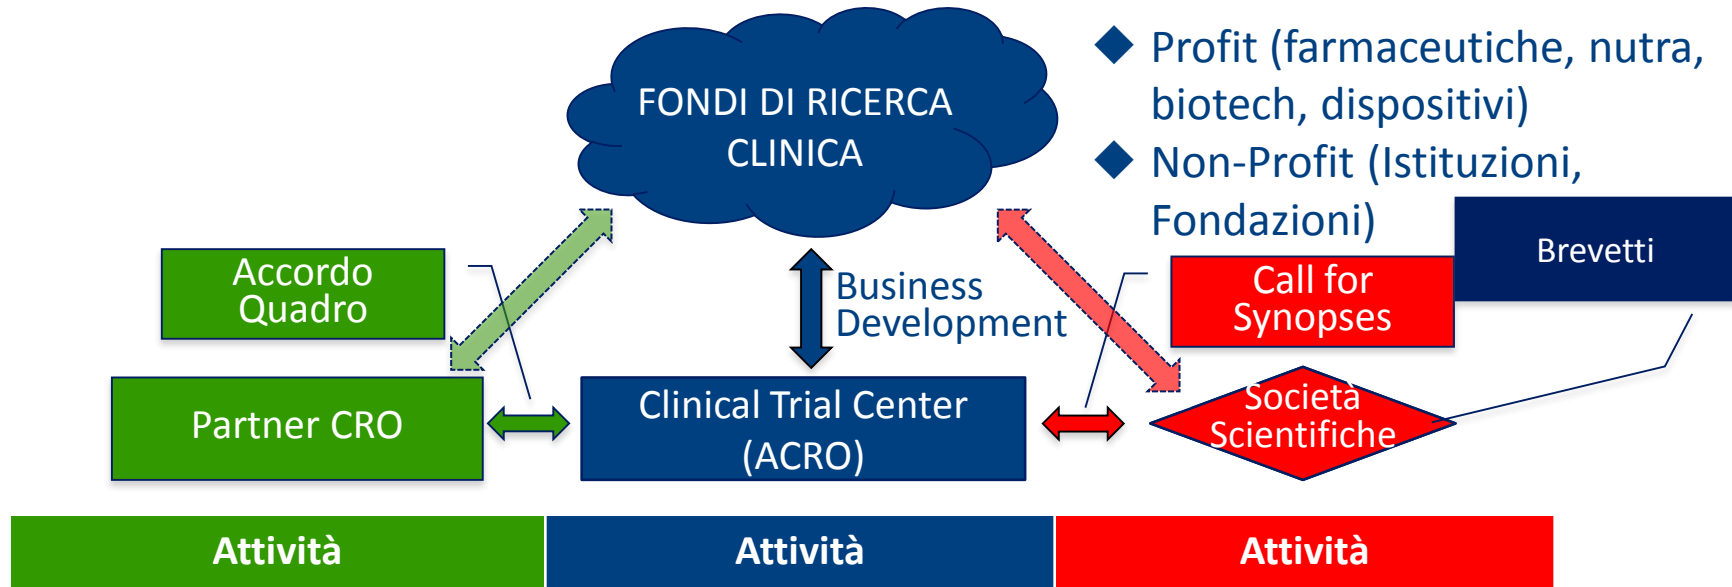 FONDI DI RICERCA
CLINICA
Profit (farmaceutiche, nutra,
biotech, dispositivi)
Non-Profit (Istituzioni,
Fondazioni)
Brevetti
Accordo
Quadro
Business
Development
Call for
Synopses
Partner CRO
Clinical Trial Center
(ACRO)
Società
Scientifiche
Attività
Attività
Attività